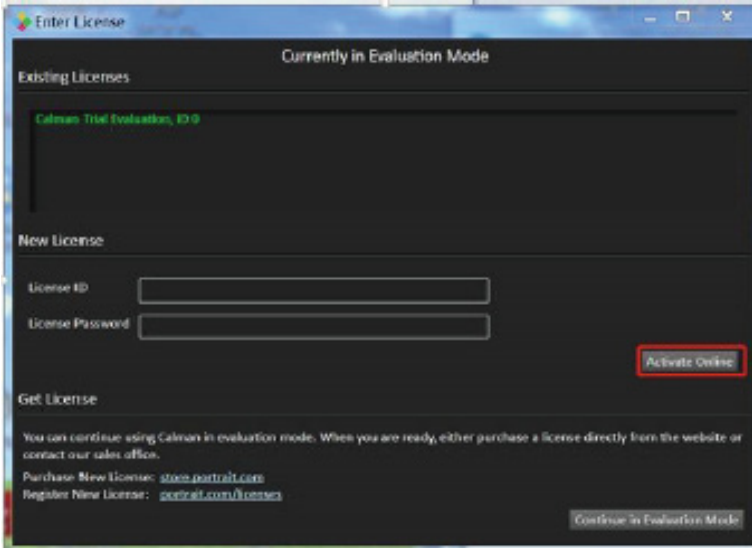 Enter License
Currently in Evaluation Mode
Existing Licenses
Calman Trial Evaluation, ID 0
New License
License ID
License Password
Activate Online
Get License
You can continue using Calman in evaluation mode. When you are ready, either purchase a license directly from the website or
contact our sales office.
Purchase New License: store.portrait.com
Register New License: portrait.com/licenses
Continue in Evaluation Mode